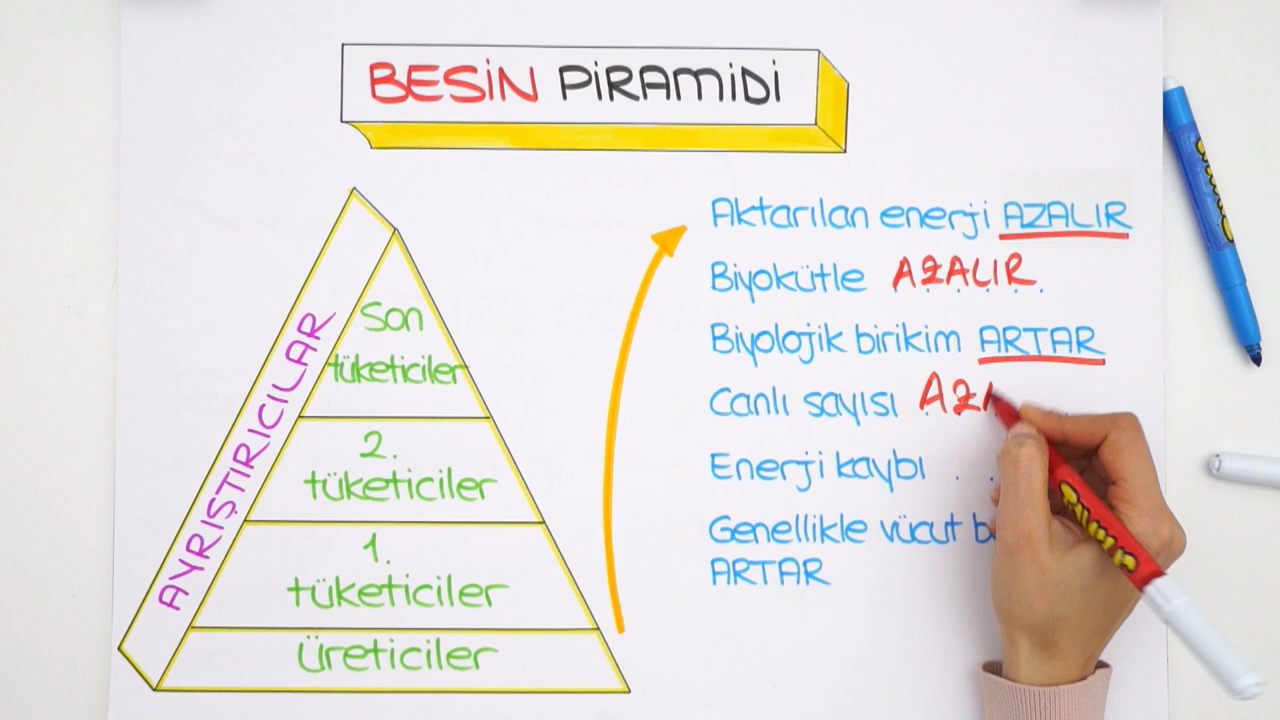 BESİN PİRAMİDİ
AYRIŞTIRICILAR
Son
tüketiciler
2.
tüketiciler
1.
tüketiciler
üreticiler
Aktarılan enerji AZALIR
Biyokütle AZALIR
Biyolojik birikim ARTAR
Canlı sayısı AZ
Enerji kaybı . .
Genellikle vücut
ARTAR